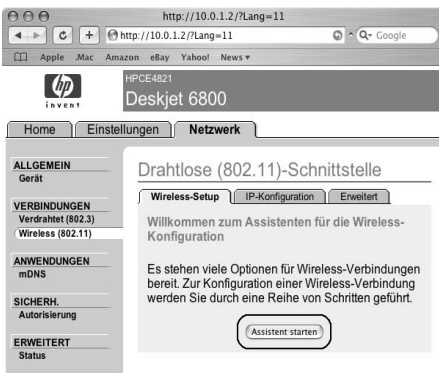 http://10.0.1.2/?Lang=11
http://10.0.1.2/?Lang=11
Google
Apple .Mac Amazon eBay Yahoo! News
hp
invent
HPCE4821
Deskjet 6800
Home Einstellungen Netzwerk
ALLGEMEIN
Gerät
VERBINDUNGEN
Verdrahtet (802.3)
Wireless (802.11)
ANWENDUNGEN
mDNS
SICHERH.
Autorisierung
ERWEITERT
Status
Drahtlose (802.11)-Schnittstelle
Wireless-Setup IP-Konfiguration Erweitert
Willkommen zum Assistenten für die Wireless-
Konfiguration
Es stehen viele Optionen für Wireless-Verbindungen
bereit. Zur Konfiguration einer Wireless-Verbindung
werden Sie durch eine Reihe von Schritten geführt.
Assistent starten